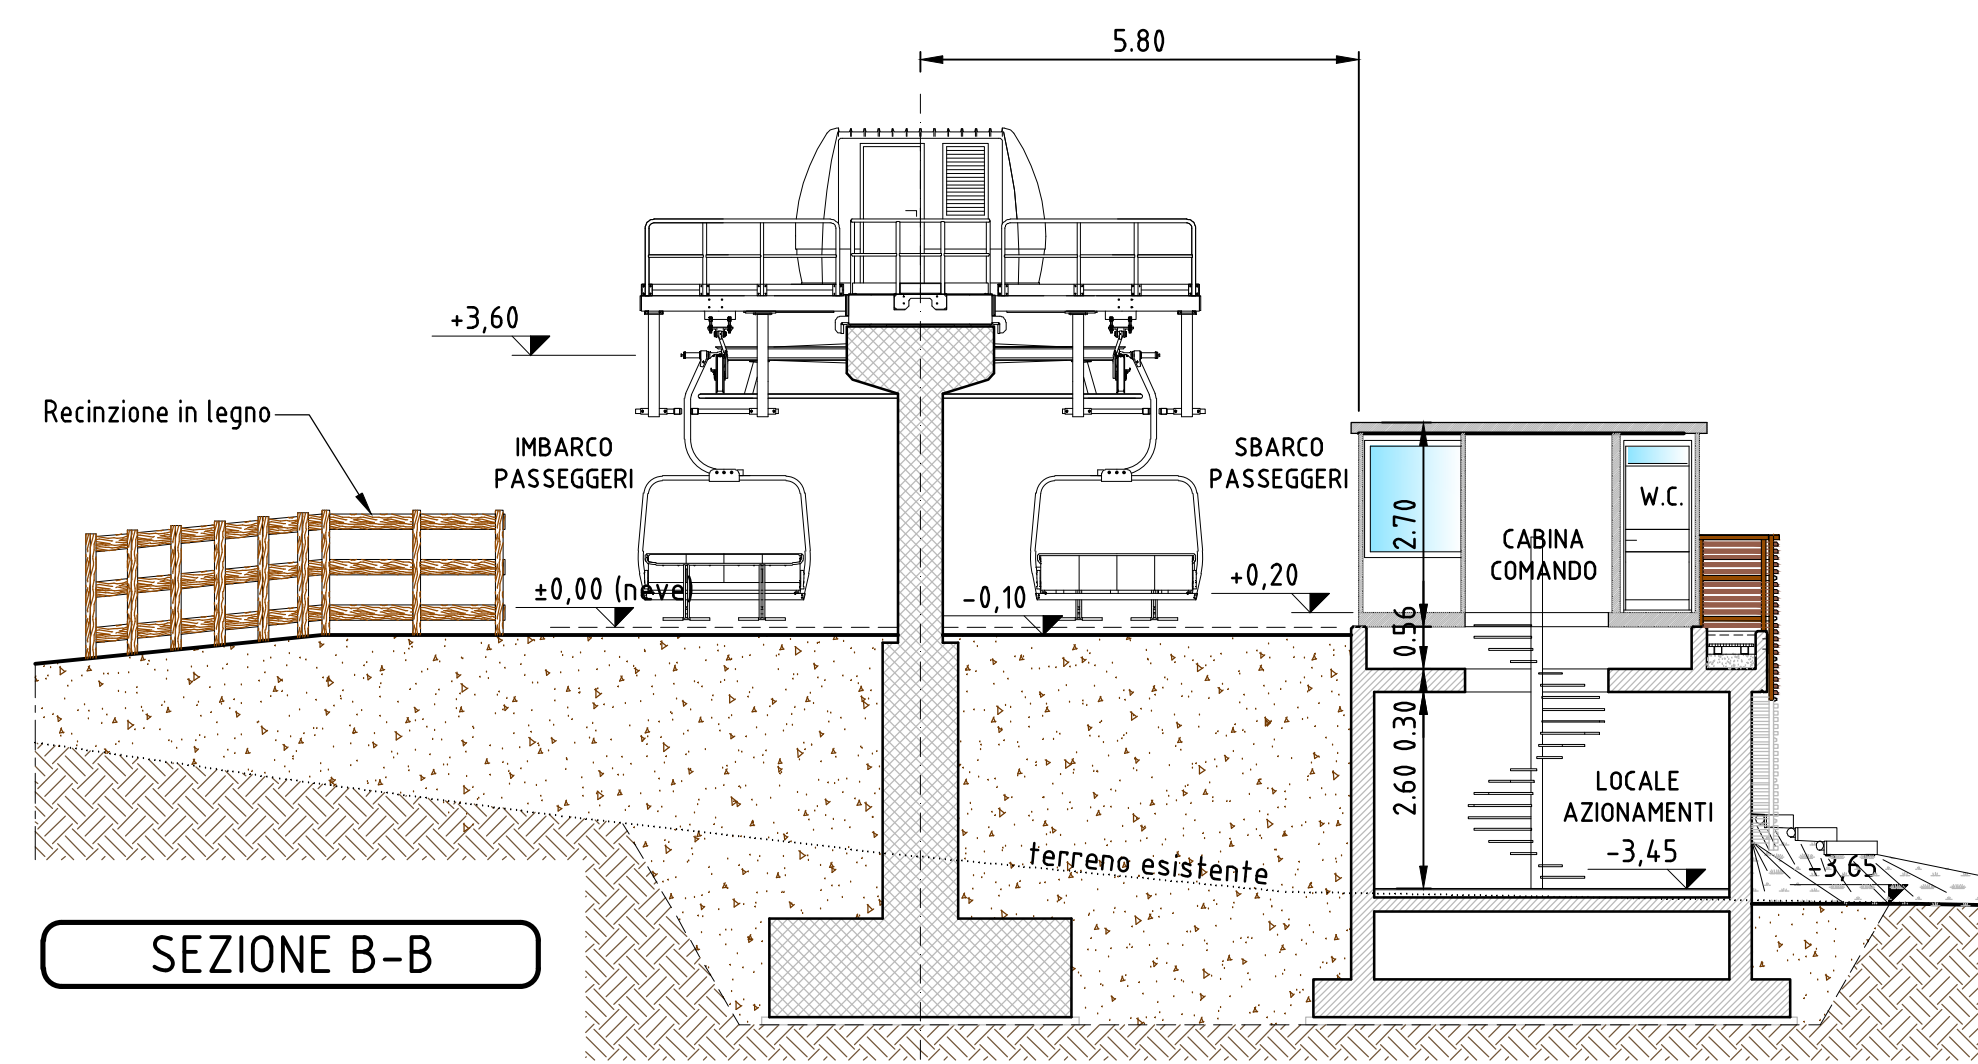 5.80
+3,60
Recinzione in legno
IMBARCO
PASSEGGERI
SBARCO
PASSEGGERI
W.C.
2.70
CABINA
COMANDO
±0,00 (neve)
-0,10
+0,20
0.56
0.30
2.60
LOCALE
AZIONAMENTI
terreno esistente
-3,45
-3,65
SEZIONE B-B